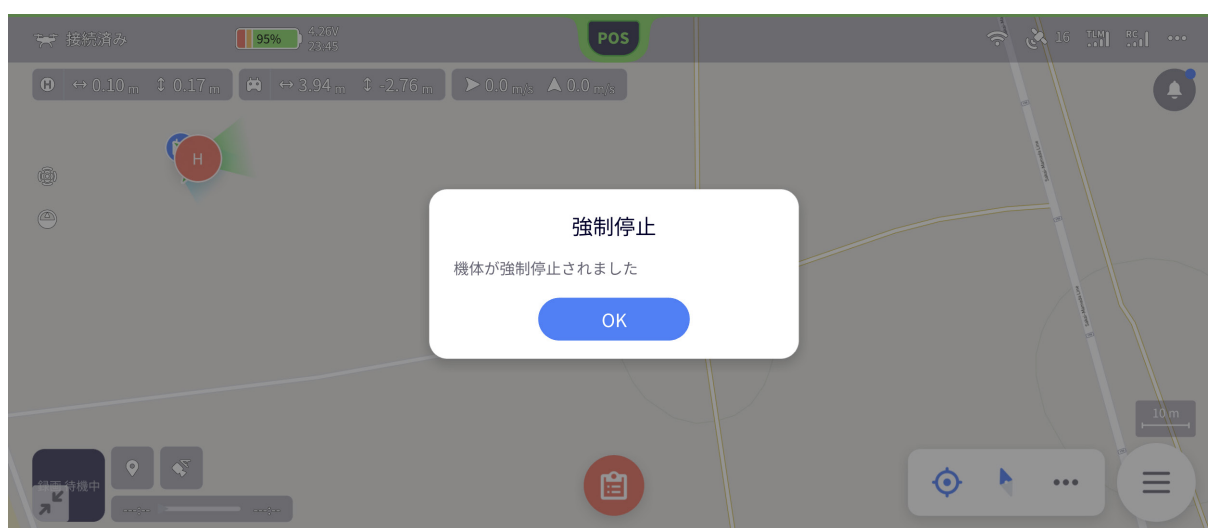 接続済み
95%
4.26V
23:45
POS
16
TLM
RC
H ↔ 0.10 m ↕ 0.17 m
↔ 3.94 m ↕ -2.76 m
0.0 m/s 0.0 m/s
H
強制停止
機体が強制停止されました
OK
10 m
録画 待機中
--:--
--:--